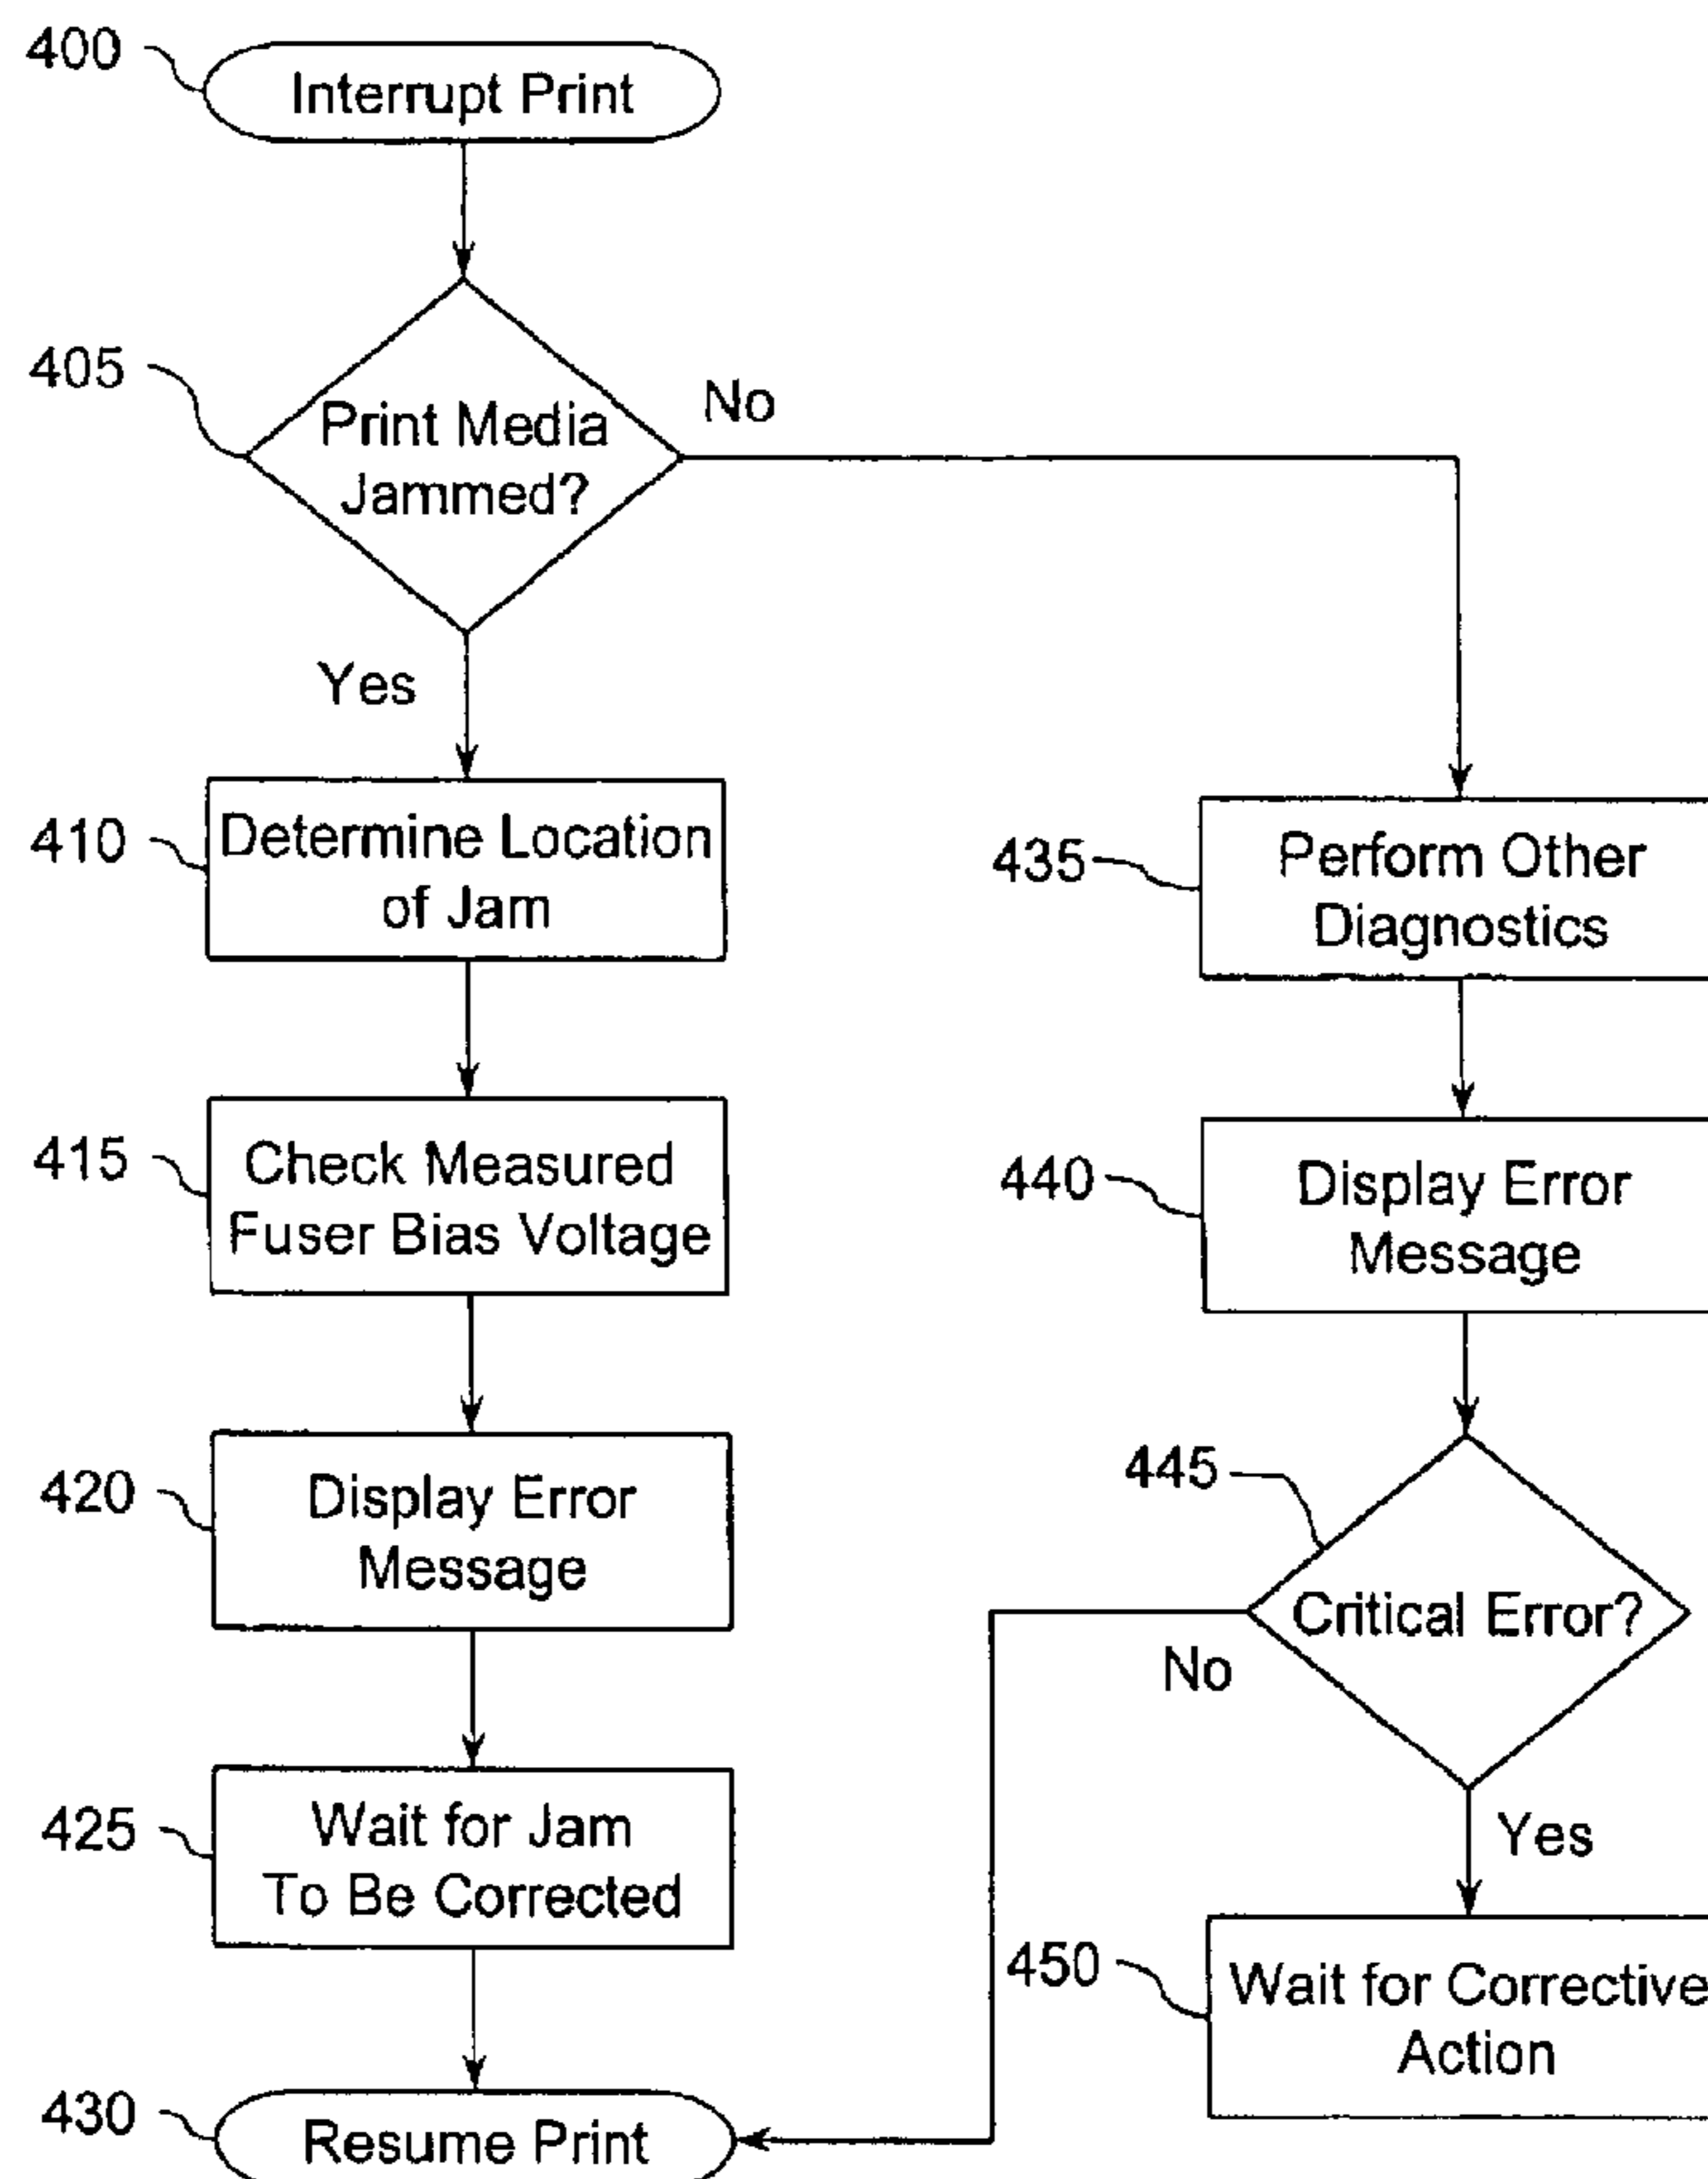 400
Interrupt Print
405
Print Media
Jammed?
No
Yes
410
Determine Location
of Jam
415
Check Measured
Fuser Bias Voltage
420
Display Error
Message
425
Wait for Jam
To Be Corrected
430
Resume Print
435
Perform Other
Diagnostics
440
Display Error
Message
445
Critical Error?
No
Yes
450
Wait for Corrective
Action